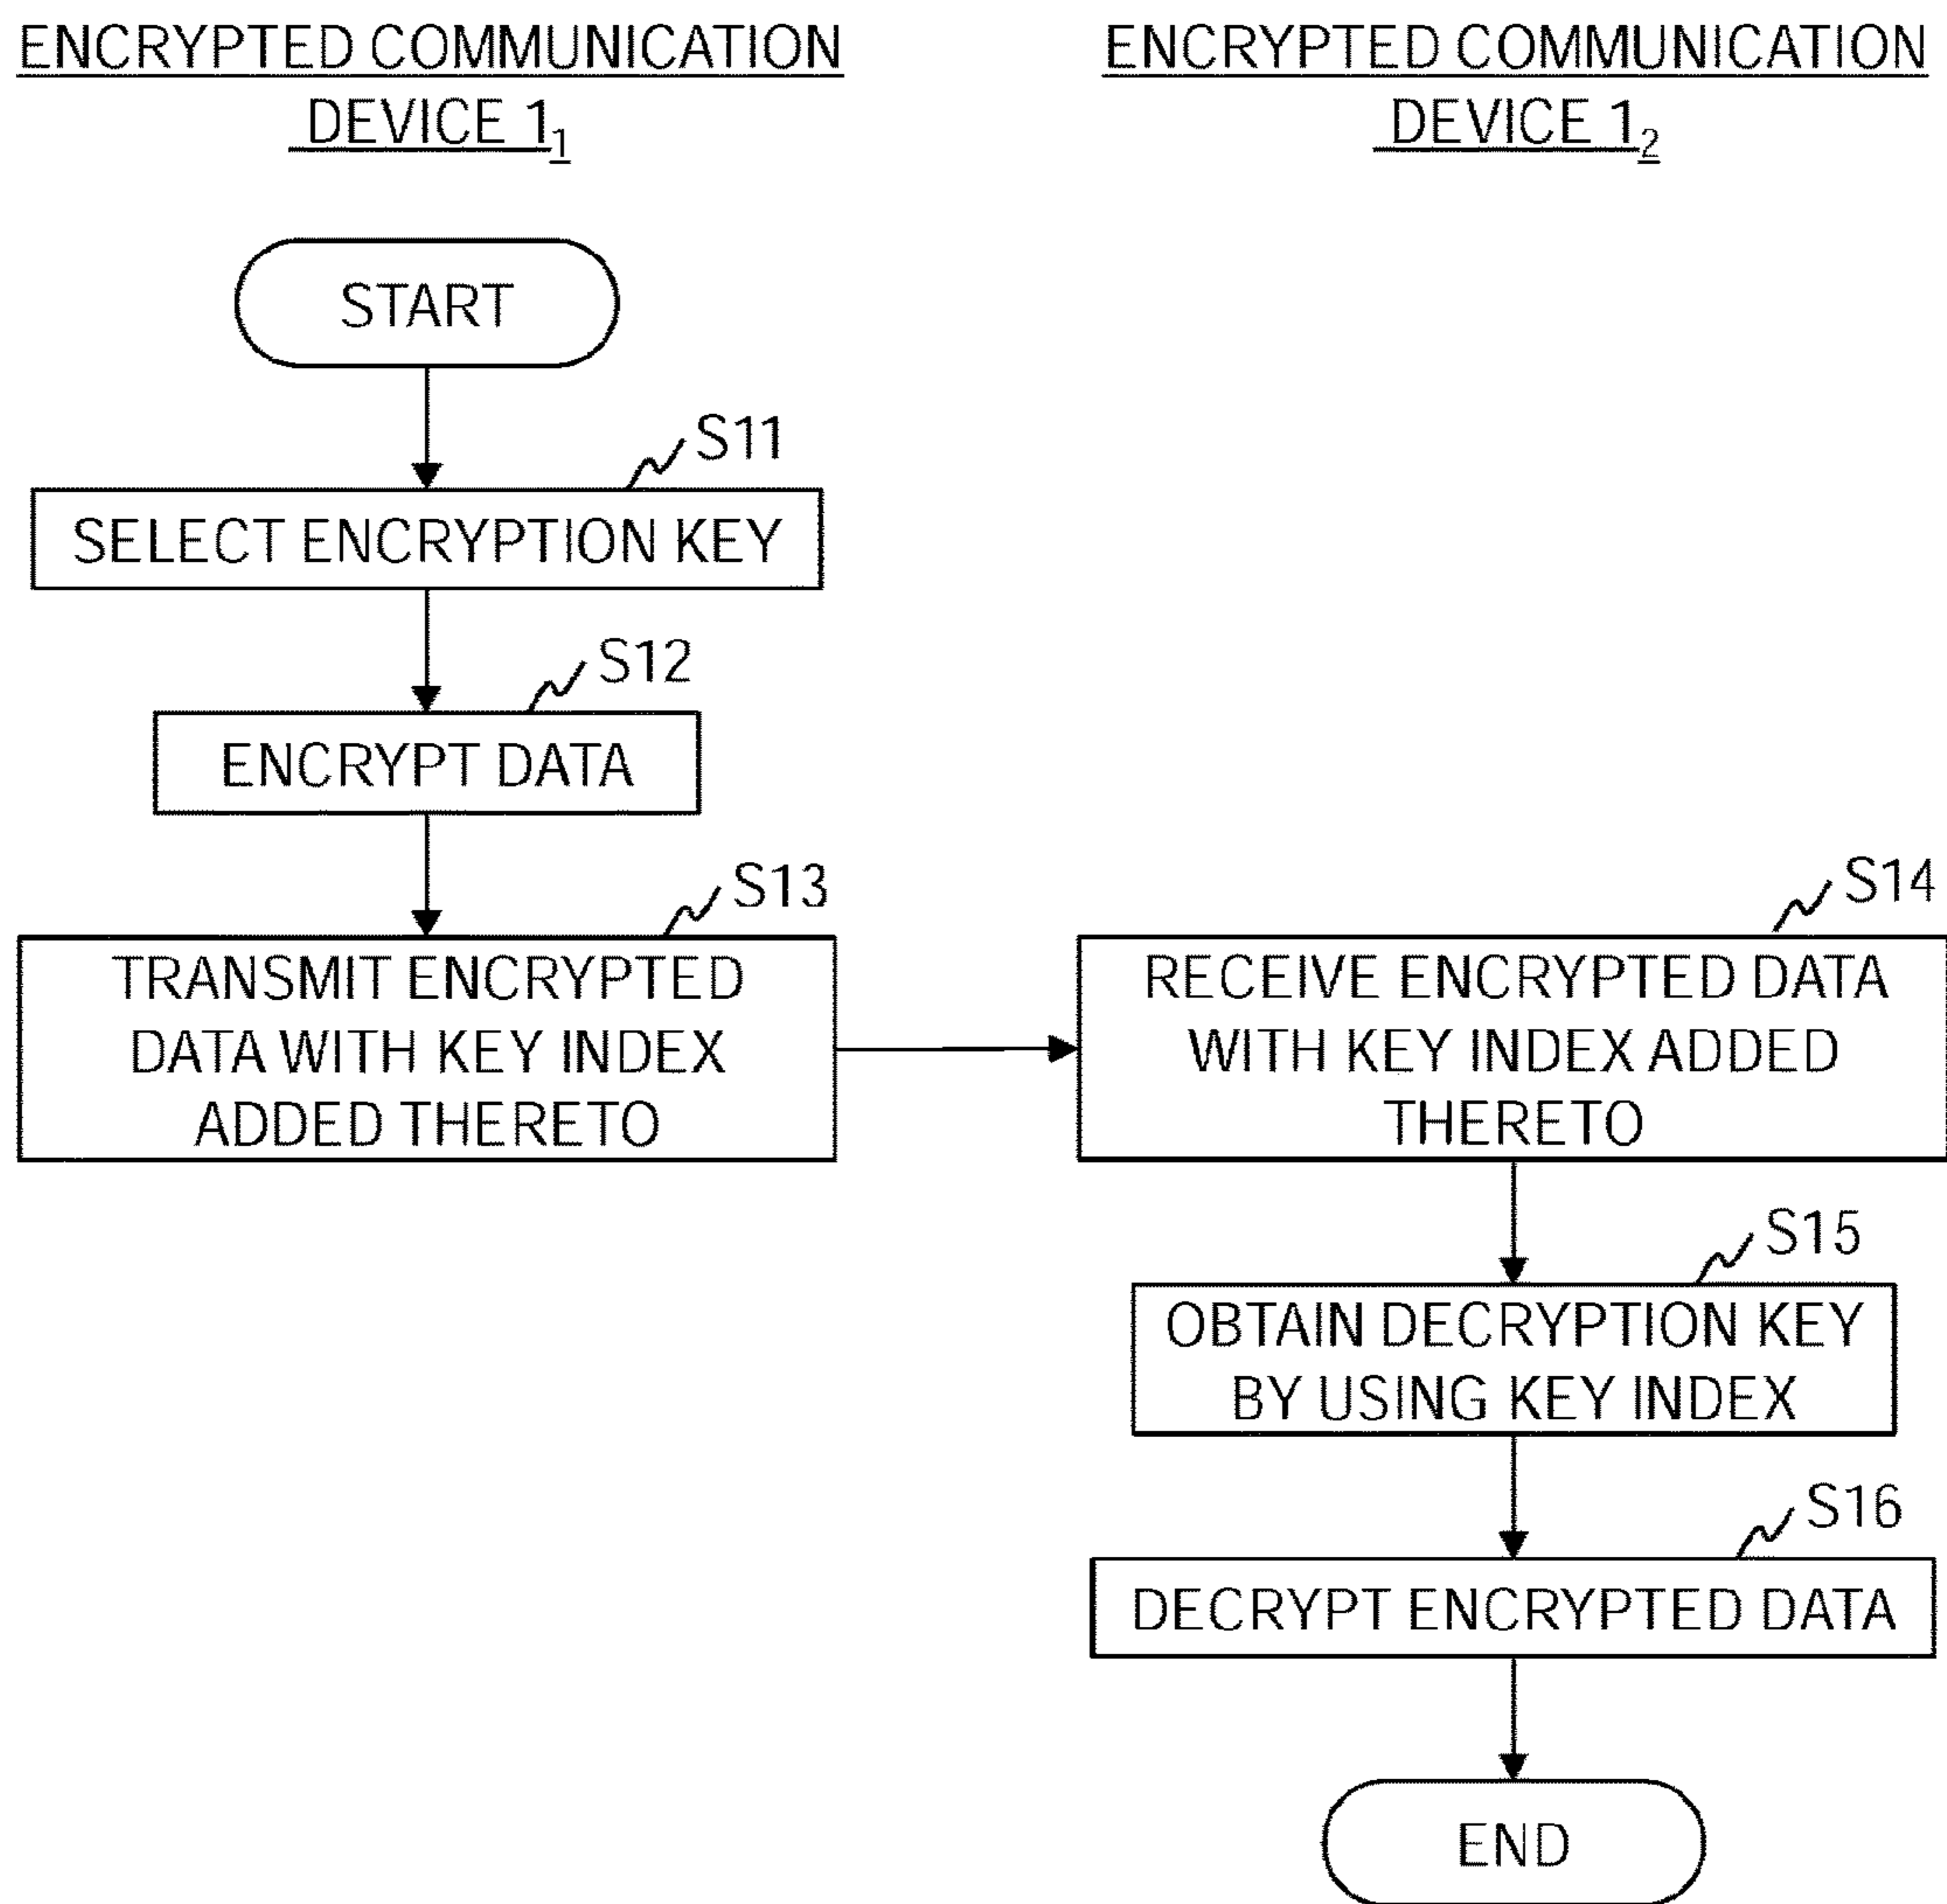 ENCRYPTED COMMUNICATION
DEVICE 1₁
ENCRYPTED COMMUNICATION
DEVICE 1₂
START
S11
SELECT ENCRYPTION KEY
S12
ENCRYPT DATA
S13
TRANSMIT ENCRYPTED
DATA WITH KEY INDEX
ADDED THERETO
S14
RECEIVE ENCRYPTED DATA
WITH KEY INDEX ADDED
THERETO
S15
OBTAIN DECRYPTION KEY
BY USING KEY INDEX
S16
DECRYPT ENCRYPTED DATA
END